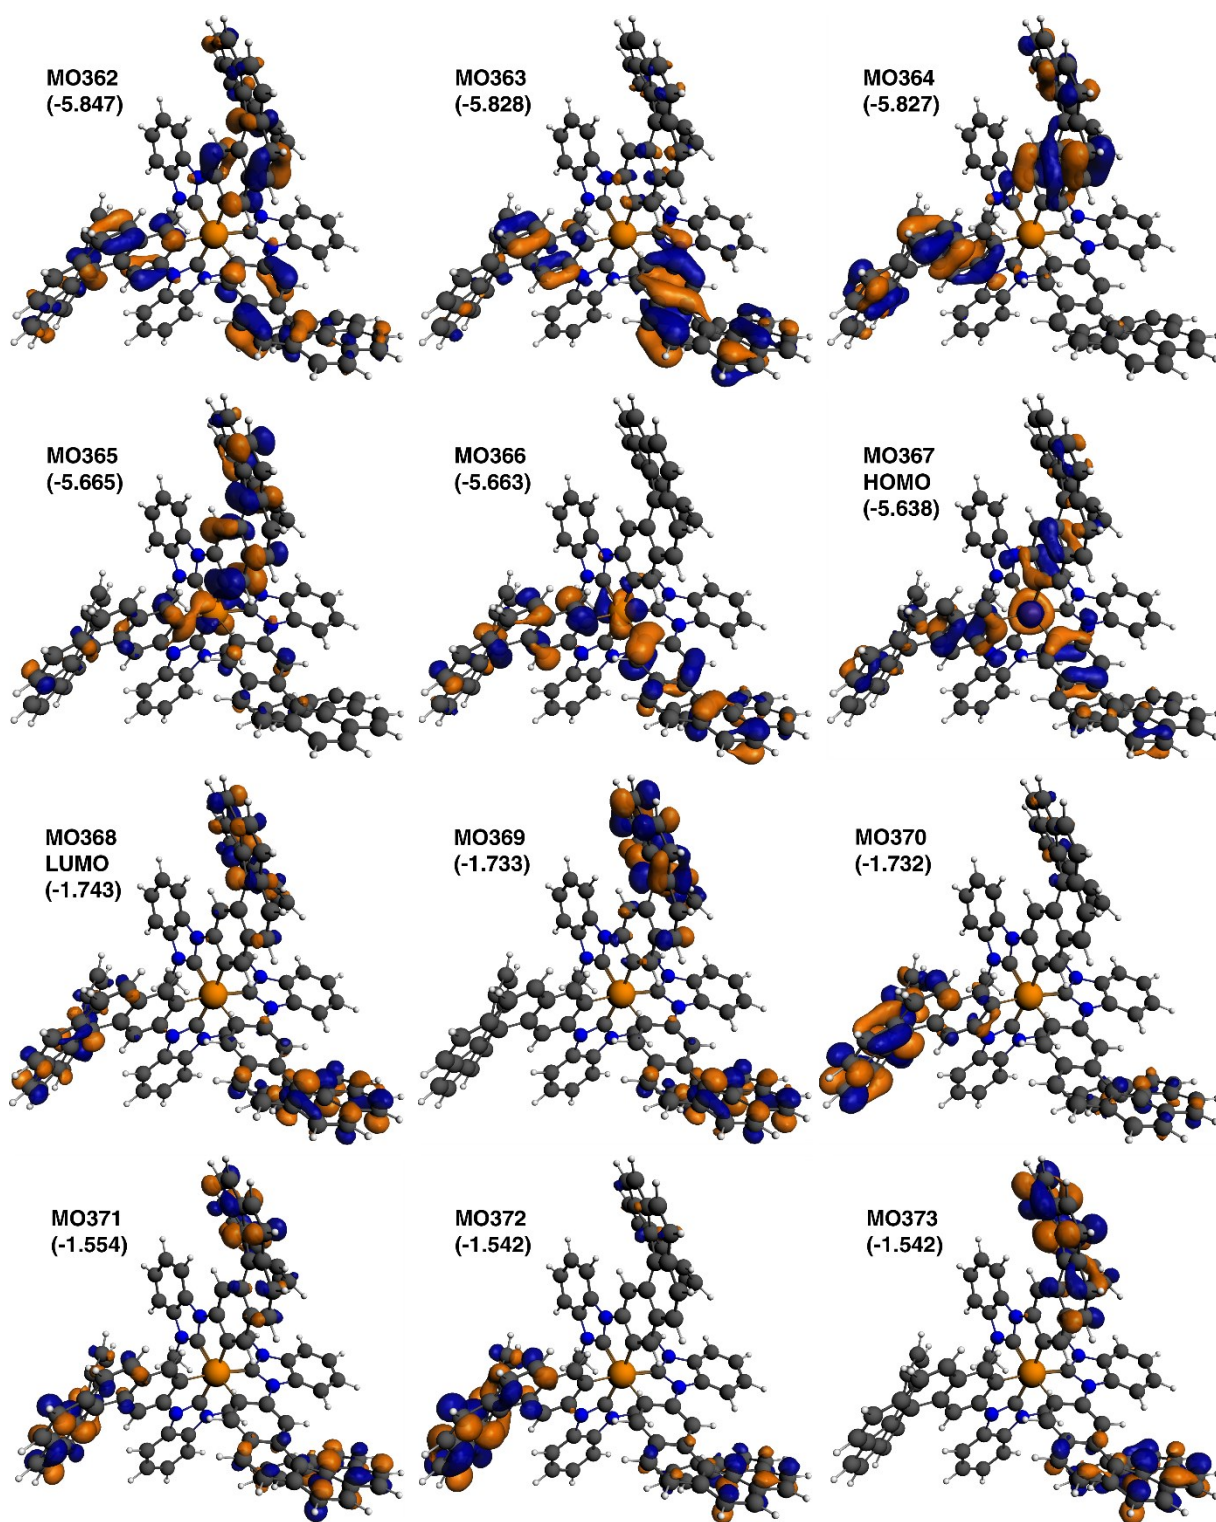 MO362
(-5.847)
MO363
(-5.828)
MO364
(-5.827)
MO365
(-5.665)
MO366
(-5.663)
MO367
HOMO
(-5.638)
MO368
LUMO
(-1.743)
MO369
(-1.733)
MO370
(-1.732)
MO371
(-1.554)
MO372
(-1.542)
MO373
(-1.542)